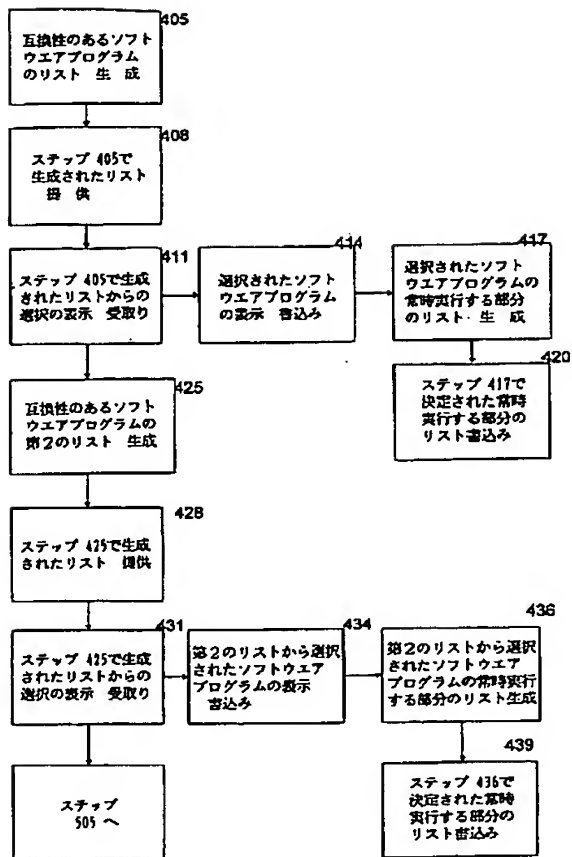 405
互換性のあるソフト
ウエアプログラム
のリスト 生 成
408
ステップ 405で
生成されたリスト
提 供
411
ステップ 405で生成
されたリストからの
選択の表示 受取り
414
選択されたソフト
ウエアプログラム
の表示 書込み
417
選択されたソフト
ウエアプログラムの
常時実行する部分
のリスト 生 成
420
ステップ 417で
決定された常時
実行する部分の
リスト書込み
425
互換性のあるソフト
ウエアプログラムの
第2のリスト 生成
428
ステップ 425で生成
されたリスト 提供
431
ステップ 425で生成
されたリストからの
選択の表示 受取り
434
第2のリストから選択
されたソフトウエア
プログラムの表示
書込み
436
第2のリストから選択
されたソフトウエア
プログラムの常時実行
する部分のリスト生成
439
ステップ 436で
決定された常時
実行する部分の
リスト書込み
ステップ
505 へ